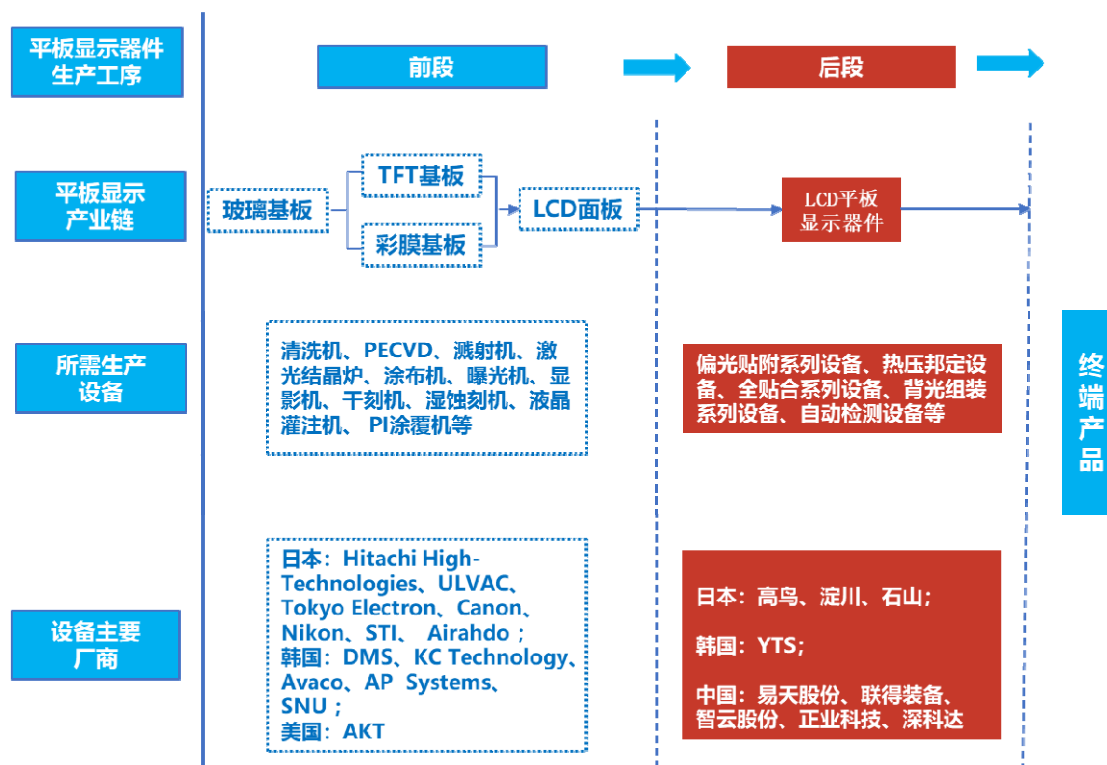 平板显示器件
生产工序
前段
后段
平板显示
产业链
玻璃基板
TFT基板
彩膜基板
LCD面板
LCD平板
显示器件
所需生产
设备
清洗机、PECVD、溅射机、激
光结晶炉、涂布机、曝光机、显
影机、干刻机、湿蚀刻机、液晶
灌注机、 PI涂覆机等
偏光贴附系列设备、热压邦定设
备、全贴合系列设备、背光组装
系列设备、自动检测设备等
终
端
产
品
设备主要
厂商
日本：Hitachi High-
Technologies、ULVAC、
Tokyo Electron、Canon、
Nikon、STI、 Airahdo；
韩国：DMS、KC Technology、
Avaco、AP Systems、
SNU；
美国：AKT
日本：高鸟、淀川、石山；
韩国：YTS；
中国：易天股份、联得装备、
智云股份、正业科技、深科达